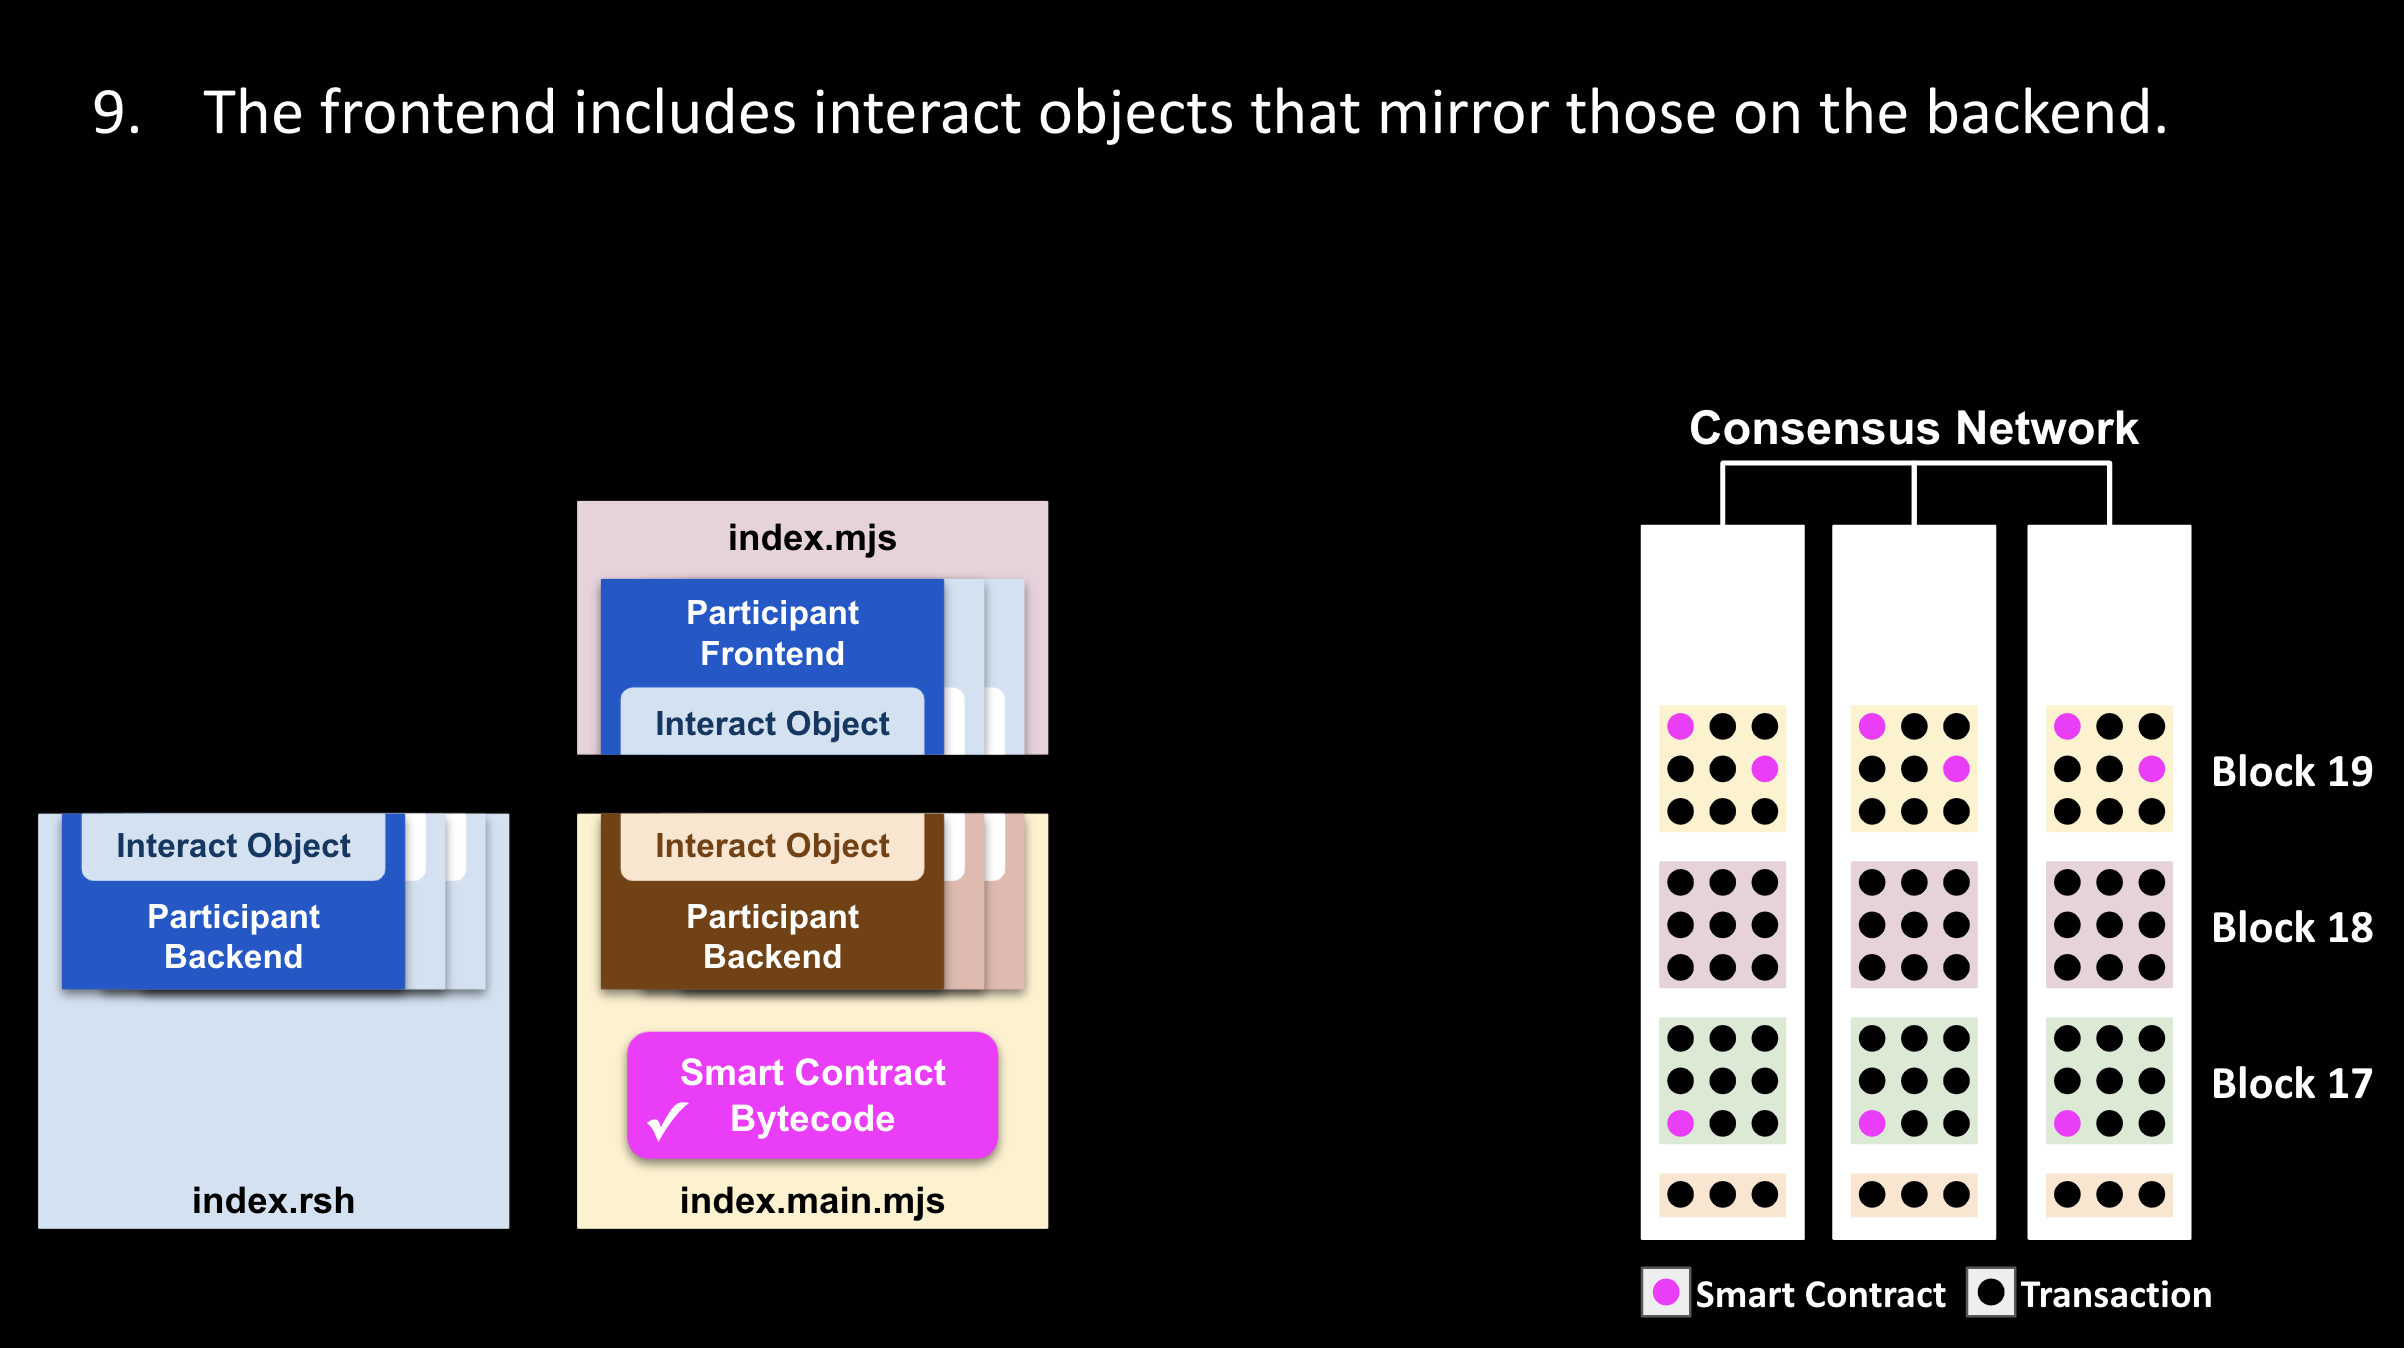 9. The frontend includes interact objects that mirror those on the backend.
Consensus Network
index.mjs
Participant
Frontend
Interact Object
Interact Object
Participant
Backend
index.rsh
Interact Object
Participant
Backend
Smart Contract
✓ Bytecode
index.main.mjs
Block 19
Block 18
Block 17
Smart Contract
Transaction